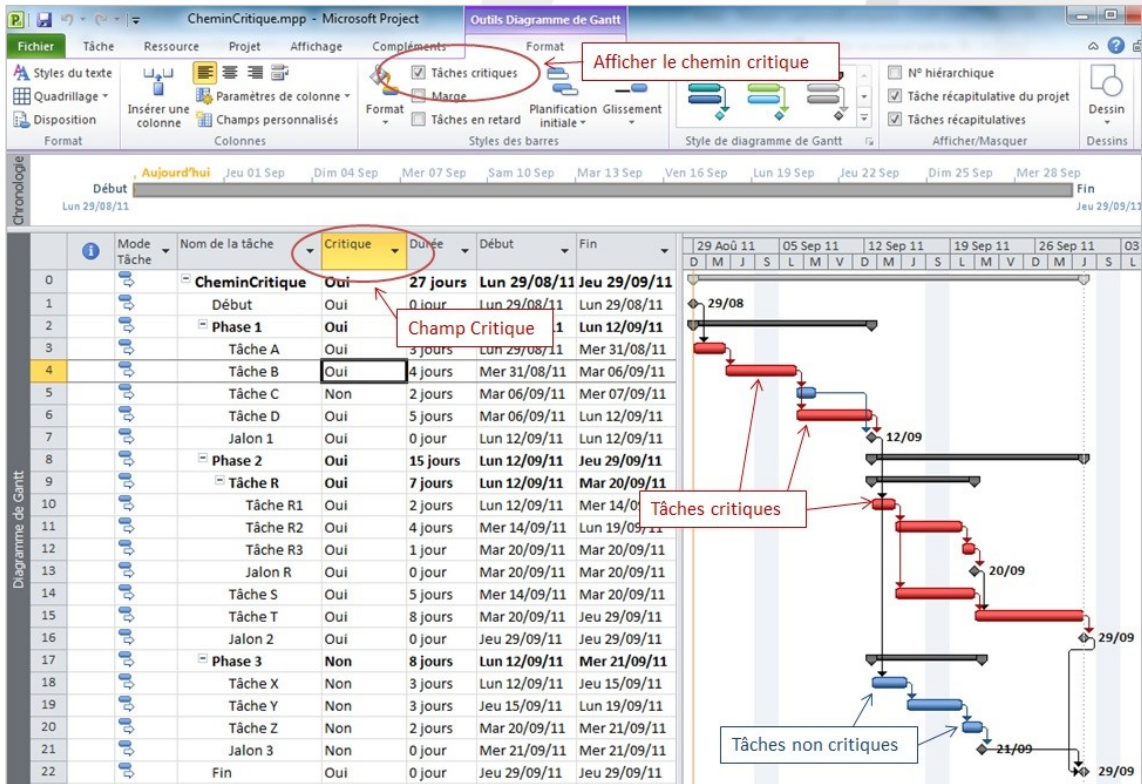 CheminCritique.mpp - Microsoft Project Outils Diagramme de Gantt
Fichier Tâche Ressource Projet Affichage Compléments Format
Afficher le chemin critique
Styles du texte
Quadrillage
Disposition
Format
Insérer une colonne
Paramètres de colonne
Champs personnalisés
Colonnes
Format
Tâches critiques
Marge
Tâches en retard
Planification initiale
Glissement
Styles des barres
Style de diagramme de Gantt
N° hiérarchique
Tâche récapitulative du projet
Tâches récapitulatives
Afficher/Masquer
Dessin
Dessins
Chronologie
Aujourd'hui Jeu 01 Sep Dim 04 Sep Mer 07 Sep Sam 10 Sep Mar 13 Sep Ven 16 Sep Lun 19 Sep Jeu 22 Sep Dim 25 Sep Mer 28 Sep
Début
Lun 29/08/11
Fin
Jeu 29/09/11
Diagramme de Gantt
Mode Tâche Nom de la tâche Critique Durée Début Fin
29 Aoû 11 05 Sep 11 12 Sep 11 19 Sep 11 26 Sep 11 03
D M J S L M V D M J S L M V D M J S L
0 CheminCritique Oui 27 jours Lun 29/08/11 Jeu 29/09/11
1 Début Oui 0 jour Lun 29/08/11 Lun 29/08/11 29/08
2 Phase 1 Oui 1 Lun 12/09/11
Champ Critique
3 Tâche A Oui 3 jours Lun 29/08/11 Mer 31/08/11
4 Tâche B Oui 4 jours Mer 31/08/11 Mar 06/09/11
5 Tâche C Non 2 jours Mar 06/09/11 Mer 07/09/11
6 Tâche D Oui 5 jours Mar 06/09/11 Lun 12/09/11
7 Jalon 1 Oui 0 jour Lun 12/09/11 Lun 12/09/11 12/09
8 Phase 2 Oui 15 jours Lun 12/09/11 Jeu 29/09/11
9 Tâche R Oui 7 jours Lun 12/09/11 Mar 20/09/11
10 Tâche R1 Oui 2 jours Lun 12/09/11 Mer 14/09
Tâches critiques
11 Tâche R2 Oui 4 jours Mer 14/09/11 Lun 19/09/11
12 Tâche R3 Oui 1 jour Mar 20/09/11 Mar 20/09/11
13 Jalon R Oui 0 jour Mar 20/09/11 Mar 20/09/11 20/09
14 Tâche S Oui 5 jours Mer 14/09/11 Mar 20/09/11
15 Tâche T Oui 8 jours Mar 20/09/11 Jeu 29/09/11
16 Jalon 2 Oui 0 jour Jeu 29/09/11 Jeu 29/09/11 29/09
17 Phase 3 Non 8 jours Lun 12/09/11 Mer 21/09/11
18 Tâche X Non 3 jours Lun 12/09/11 Jeu 15/09/11
19 Tâche Y Non 3 jours Jeu 15/09/11 Lun 19/09/11
20 Tâche Z Non 2 jours Mar 20/09/11 Mer 21/09/11
Tâches non critiques
21 Jalon 3 Non 0 jour Mer 21/09/11 Mer 21/09/11 21/09
22 Fin Oui 0 jour Jeu 29/09/11 Jeu 29/09/11 29/09